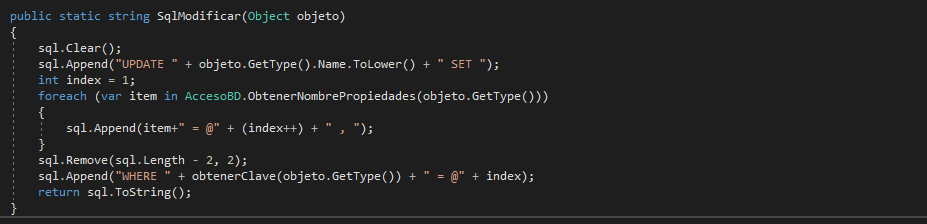 public static string SqlModificar(Object objeto)
{
sql.Clear();
sql.Append("UPDATE " + objeto.GetType().Name.ToLower() + " SET ");
int index = 1;
foreach (var item in AccesoBD.ObtenerNombrePropiedades(objeto.GetType()))
{
sql.Append(item+" = @" + (index++) + " , ");
}
sql.Remove(sql.Length - 2, 2);
sql.Append("WHERE " + obtenerClave(objeto.GetType()) + " = @" + index);
return sql.ToString();
}